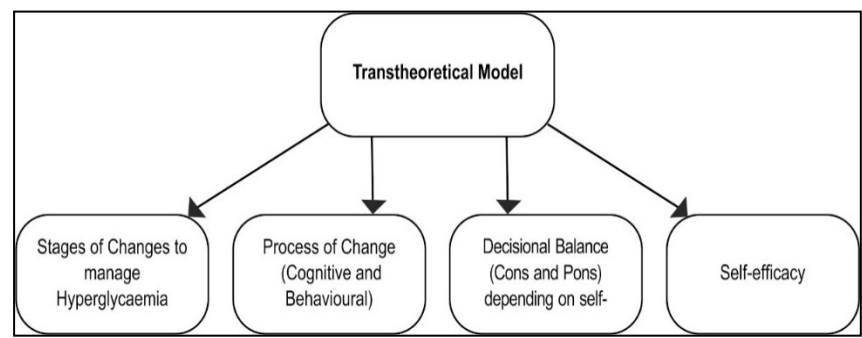 Transtheoretical Model
Stages of Changes to
manage
Hyperglycaemia
Process of Change
(Cognitive and
Behavioural)
Decisional Balance
(Cons and Pons)
depending on self-
Self-efficacy